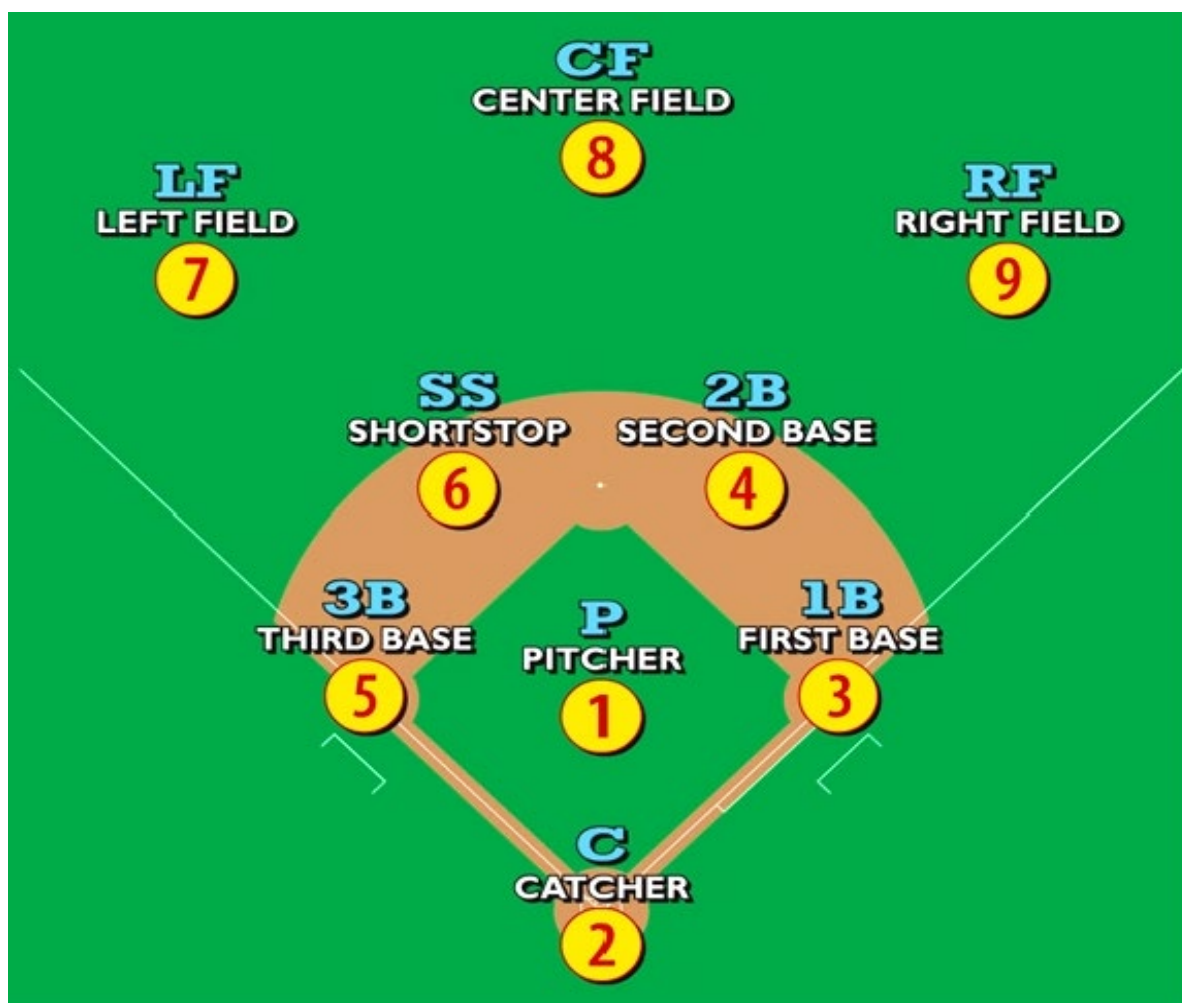 CF
CENTER FIELD
8
LF
LEFT FIELD
7
RF
RIGHT FIELD
9
SS
SHORTSTOP
6
2B
SECOND BASE
4
3B
THIRD BASE
5
P
PITCHER
1
1B
FIRST BASE
3
C
CATCHER
2